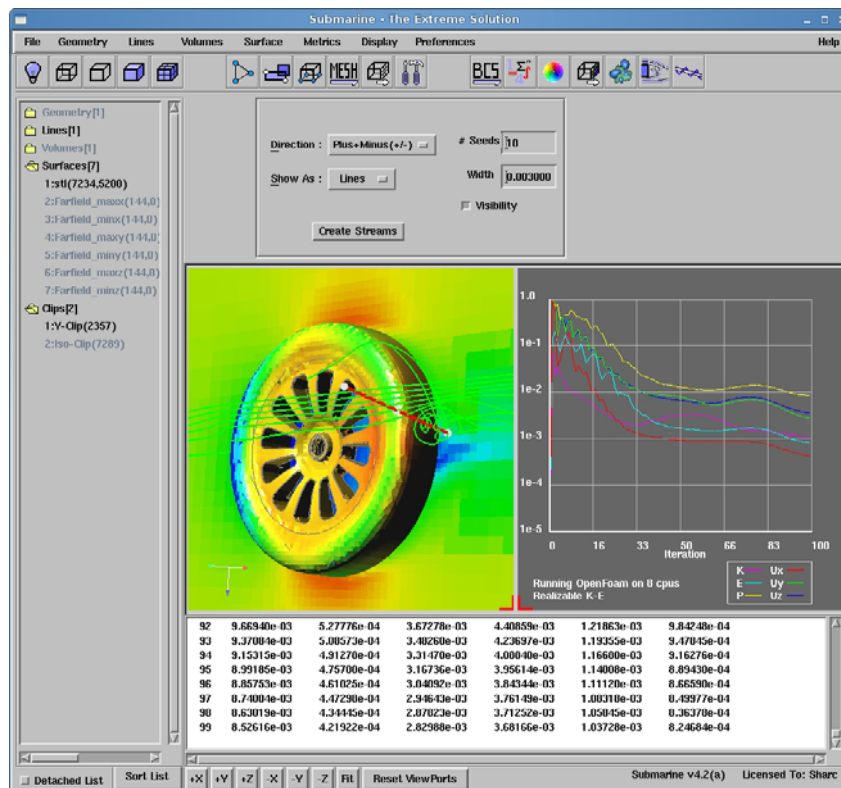 Submarine - The Extreme Solution
File Geometry Lines Volumes Surface Metrics Display Preferences Help
MESH BCS
Geometry[1]
Lines[1]
Volumes[1]
Surfaces[7]
1:stl(7234,5200)
2:Farfield_maxx(144,0)
3:Farfield_minx(144,0)
4:Farfield_maxy(144,0)
5:Farfield_miny(144,0)
6:Farfield_maxz(144,0)
7:Farfield_minz(144,0)
Clips[2]
1:Y-Clip(2357)
2:Iso-Clip(7289)
Direction : Plus+Minus(+/-) # Seeds 10
Show As : Lines Width 0.003000
Visibility
Create Streams
1.0
1e-1
1e-2
1e-3
1e-4
1e-5
0 16 33 50 66 83 100
Iteration
Running OpenFoam on 8 cpus
Realizable K-E
K Ux
E Uy
P Uz
92 9.66940e-03 5.27776e-04 3.67278e-03 4.40859e-03 1.21863e-03 9.84248e-04
93 9.37004e-03 5.08573e-04 3.48260e-03 4.23697e-03 1.19355e-03 9.47845e-04
94 9.15315e-03 4.91270e-04 3.31470e-03 4.08040e-03 1.16600e-03 9.16276e-04
95 8.99185e-03 4.75700e-04 3.16736e-03 3.95614e-03 1.14008e-03 8.89430e-04
96 8.85753e-03 4.61025e-04 3.04092e-03 3.84344e-03 1.11120e-03 8.66590e-04
97 8.74004e-03 4.47298e-04 2.94643e-03 3.76149e-03 1.08310e-03 8.49977e-04
98 8.63019e-03 4.34445e-04 2.87823e-03 3.71252e-03 1.05845e-03 8.36378e-04
99 8.52616e-03 4.21922e-04 2.82988e-03 3.68166e-03 1.03728e-03 8.24684e-04
Detached List Sort List +X +Y +Z -X -Y -Z Fit Reset ViewPorts Submarine v4.2(a) Licensed To: Sharc